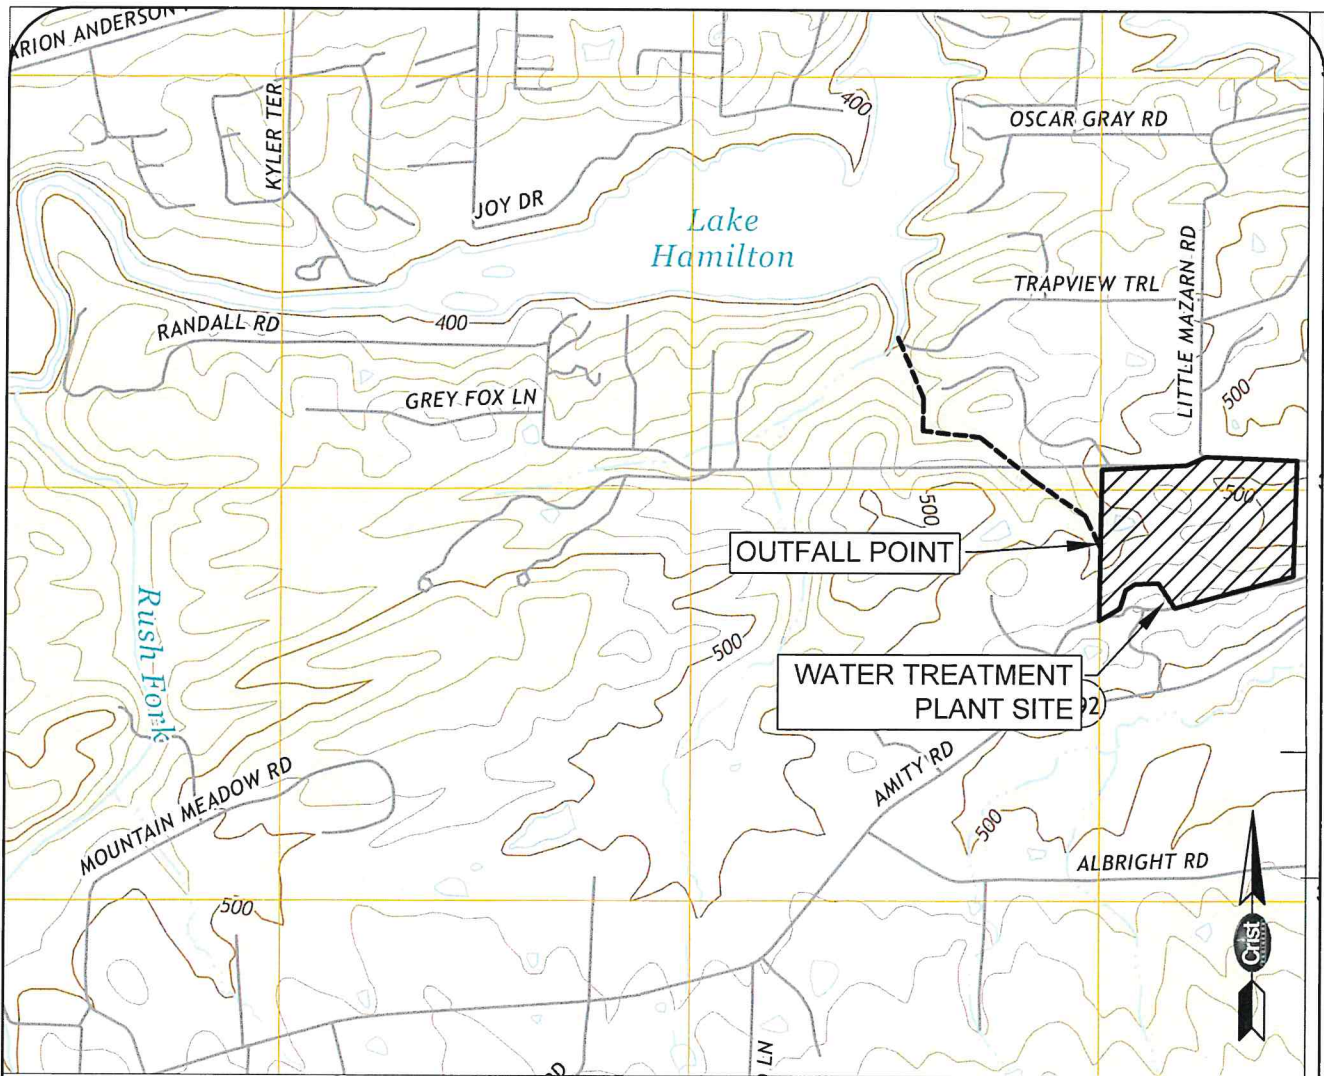 ARION ANDERSON
400
OSCAR GRAY RD
KYLER TER
JOY DR
Lake
Hamilton
LITTLE MAZARN RD
TRAPVIEW TRL
RANDALL RD
400
GREY FOX LN
500
500
500
OUTFALL POINT
Rush Fork
500
WATER TREATMENT
PLANT SITE
92
AMITY RD
MOUNTAIN MEADOW RD
500
ALBRIGHT RD
500
Crist
LN